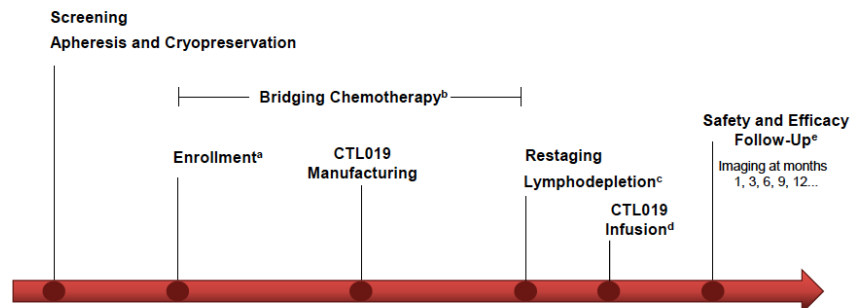 Screening
Apheresis and Cryopreservation
Bridging Chemotherapyᵇ
Enrollmentᵃ
CTL019
Manufacturing
Restaging
Lymphodepletionᶜ
CTL019
Infusionᵈ
Safety and Efficacy
Follow-Upᵉ
Imaging at months
1, 3, 6, 9, 12...